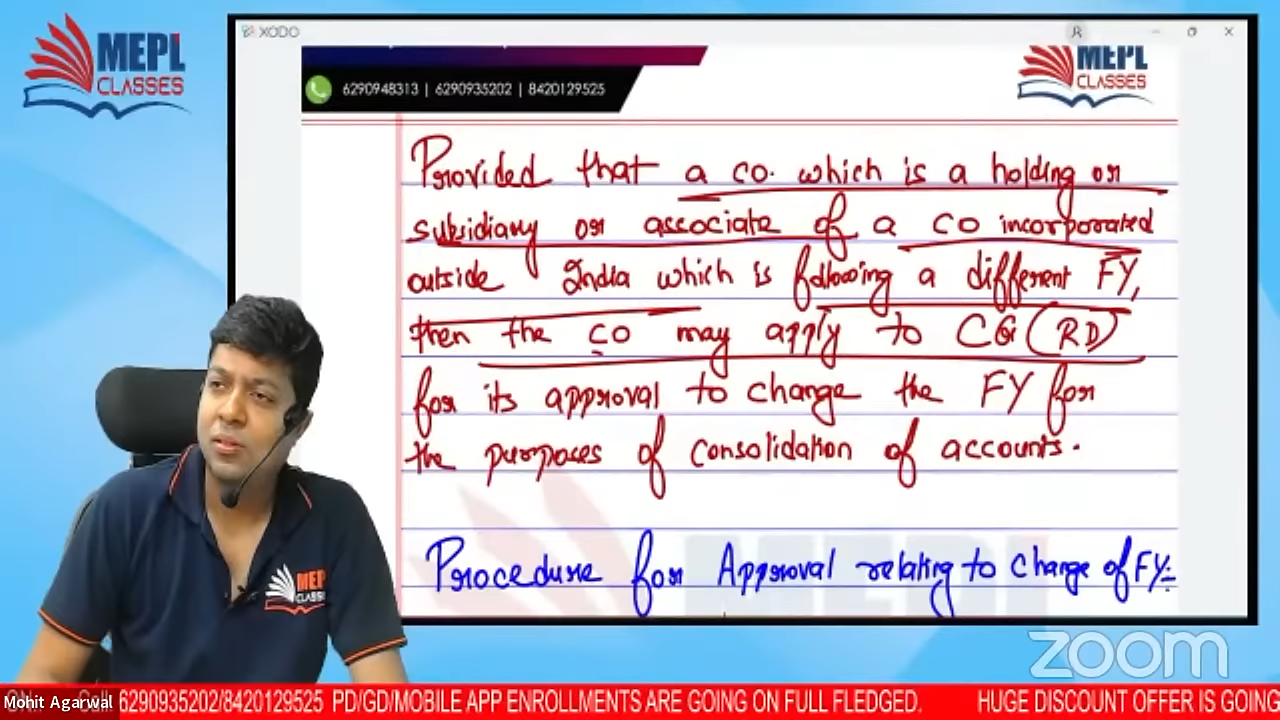 MEPL
CLASSES
XODO
6290948313 | 6290935202 | 8420129525
MEPL
CLASSES
Provided that a co. which is a holding or
subsidiary or associate of a co incorporated
outside India which is following a different FY,
then the co may apply to CG (RD)
for its approval to change the FY for
the purposes of consolidation of accounts.
Procedure for Approval relating to change of FY:-
MEPL
CLASSES
zoom
Mohit Agarwal
Call 6290935202/8420129525 PD/GD/MOBILE APP ENROLLMENTS ARE GOING ON FULL FLEDGED. HUGE DISCOUNT OFFER IS GOING